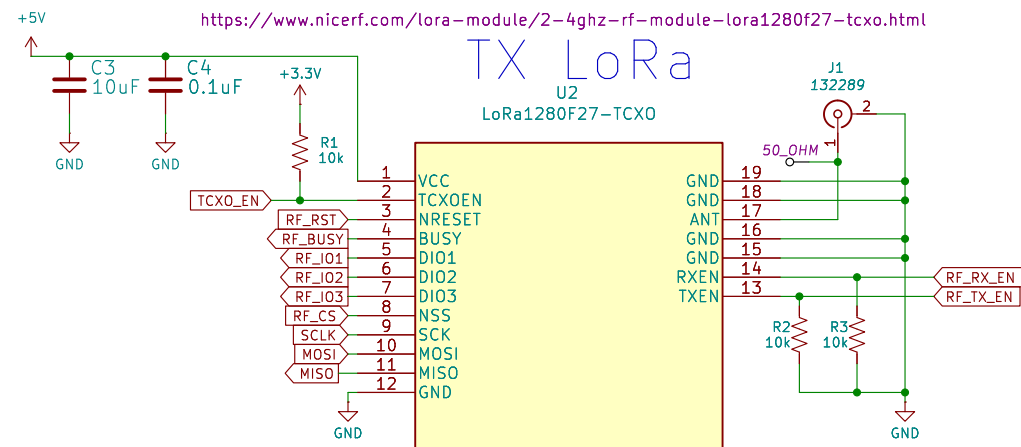 https://www.nicerf.com/lora-module/2-4ghz-rf-module-lora1280f27-tcxo.html
+5V
TX LoRa
C3
10uF
C4
0.1uF
GND
GND
+3.3V
R1
10k
U2
LoRa1280F27-TCXO
J1
132289
2
1
50_OHM
TCXO_EN
RF_RST
RF_BUSY
RF_IO1
RF_IO2
RF_IO3
RF_CS
SCLK
MOSI
MISO
1 VCC
2 TCXOEN
3 NRESET
4 BUSY
5 DIO1
6 DIO2
7 DIO3
8 NSS
9 SCK
10 MOSI
11 MISO
12 GND
GND
GND 19
GND 18
ANT 17
GND 16
GND 15
RXEN 14
TXEN 13
RF_RX_EN
RF_TX_EN
R2
10k
R3
10k
GND